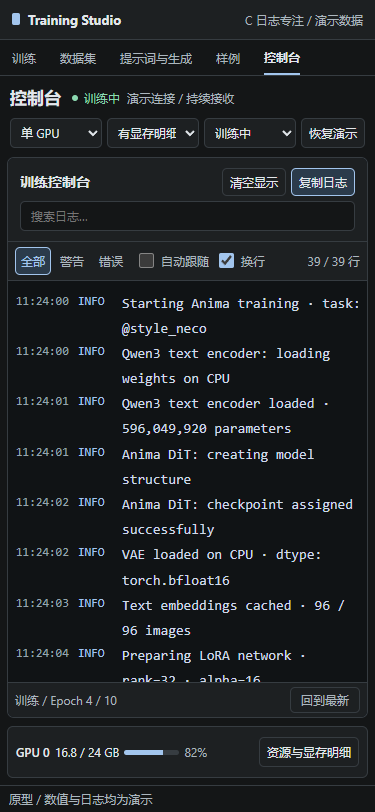 Training Studio C 日志专注 / 演示数据
训练 数据集 提示词与生成 样例 控制台
控制台 训练中 演示连接 / 持续接收
单 GPU 有显存明细 训练中 恢复演示
训练控制台 清空显示 复制日志
搜索日志...
全部 警告 错误 自动跟随 换行 39 / 39 行
11:24:00 INFO Starting Anima training · task:
@style_neco
11:24:00 INFO Qwen3 text encoder: loading
weights on CPU
11:24:01 INFO Qwen3 text encoder loaded ·
596,049,920 parameters
11:24:01 INFO Anima DiT: creating model
structure
11:24:02 INFO Anima DiT: checkpoint assigned
successfully
11:24:02 INFO VAE loaded on CPU · dtype:
torch.bfloat16
11:24:03 INFO Text embeddings cached · 96 /
96 images
11:24:04 INFO Preparing LoRA network ·
rank=32 · alpha=16
训练 / Epoch 4 / 10 回到最新
GPU 0 16.8 / 24 GB 82% 资源与显存明细
原型 / 数值与日志均为演示